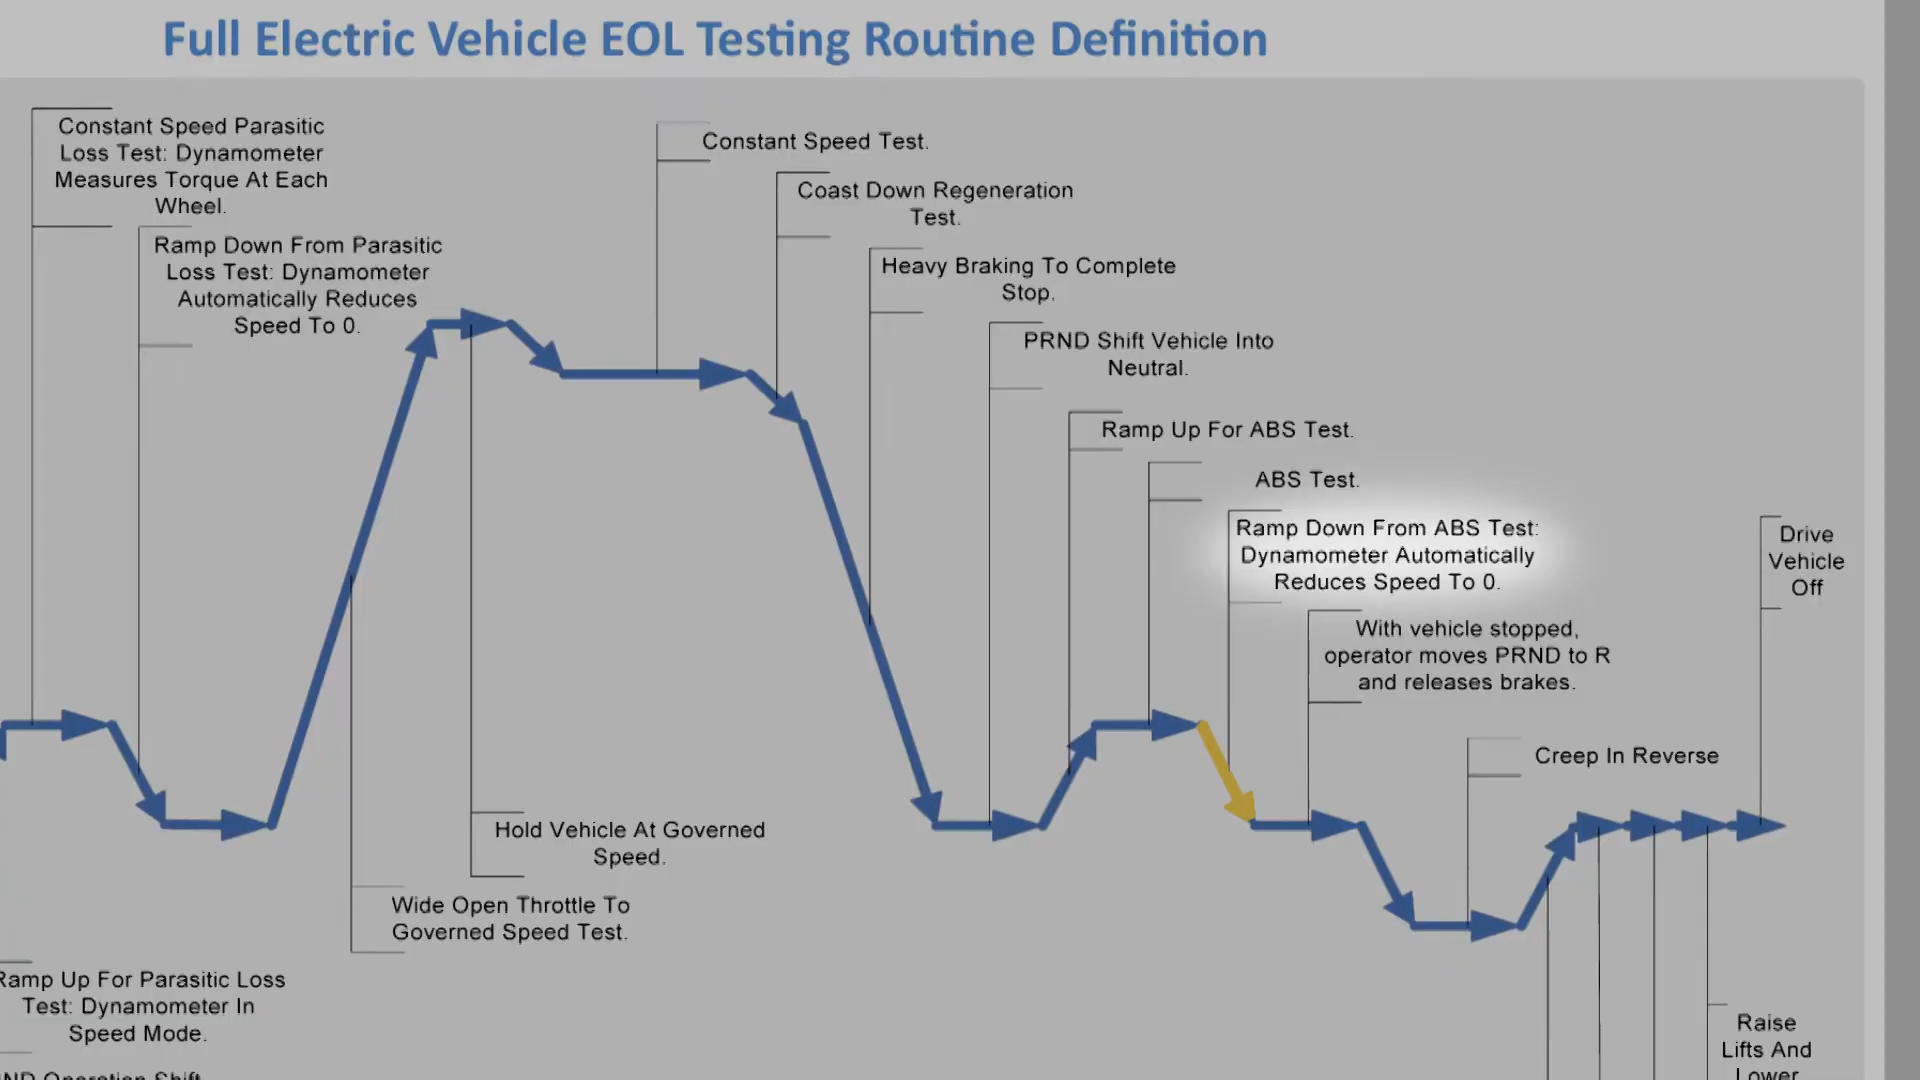 Full Electric Vehicle EOL Testing Routine Definition
Constant Speed Parasitic
Loss Test: Dynamometer
Measures Torque At Each
Wheel.
Ramp Down From Parasitic
Loss Test: Dynamometer
Automatically Reduces
Speed To 0.
Constant Speed Test.
Coast Down Regeneration
Test.
Heavy Braking To Complete
Stop.
PRND Shift Vehicle Into
Neutral.
Ramp Up For ABS Test.
ABS Test.
Ramp Down From ABS Test:
Dynamometer Automatically
Reduces Speed To 0.
With vehicle stopped,
operator moves PRND to R
and releases brakes.
Drive
Vehicle
Off
Creep In Reverse
Hold Vehicle At Governed
Speed.
Wide Open Throttle To
Governed Speed Test.
Ramp Up For Parasitic Loss
Test: Dynamometer In
Speed Mode.
Operation Shift
Raise
Lifts And
Lower